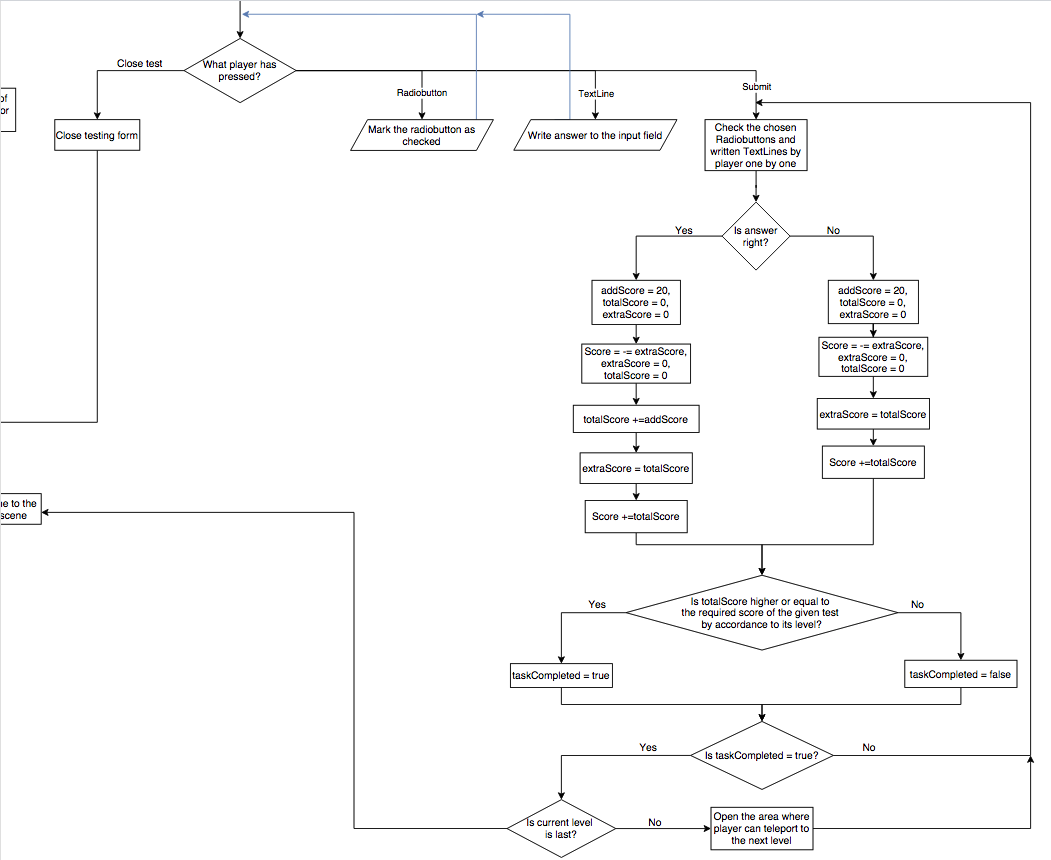 Close test
What player has
pressed?
of
or
Radiobutton
TextLine
Submit
Close testing form
Mark the radiobutton as
checked
Write answer to the input field
Check the chosen
Radiobuttons and
written TextLines by
player one by one
Yes
Is answer
right?
No
addScore = 20,
totalScore = 0,
extraScore = 0
addScore = 20,
totalScore = 0,
extraScore = 0
Score = -= extraScore,
extraScore = 0,
totalScore = 0
Score = -= extraScore,
extraScore = 0,
totalScore = 0
totalScore +=addScore
extraScore = totalScore
extraScore = totalScore
Score +=totalScore
Score +=totalScore
e to the
scene
Yes
Is totalScore higher or equal to
the required score of the given test
by accordance to its level?
No
taskCompleted = true
taskCompleted = false
Yes
Is taskCompleted = true?
No
Is current level
is last?
No
Open the area where
player can teleport to
the next level